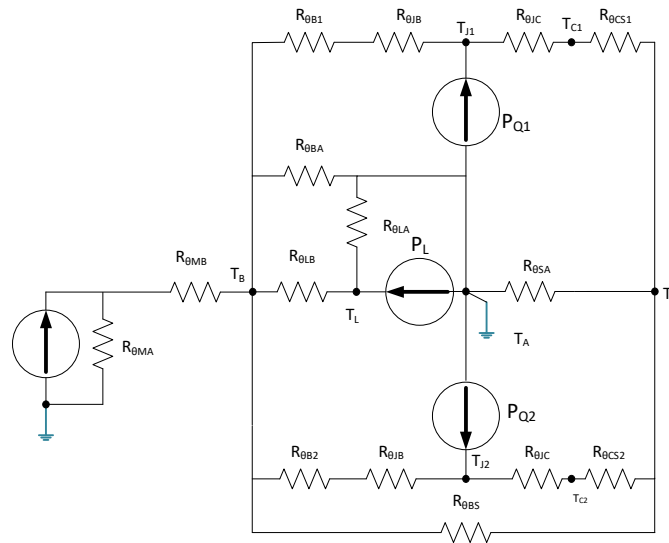 RθB1 RθJB TJ1 RθJC TC1 RθCS1
PQ1
RθBA
RθLA
RθMB TB RθLB PL RθSA
TL TA T
RθMA
PQ2
RθB2 RθJB TJ2 RθJC RθCS2
TC2
RθBS